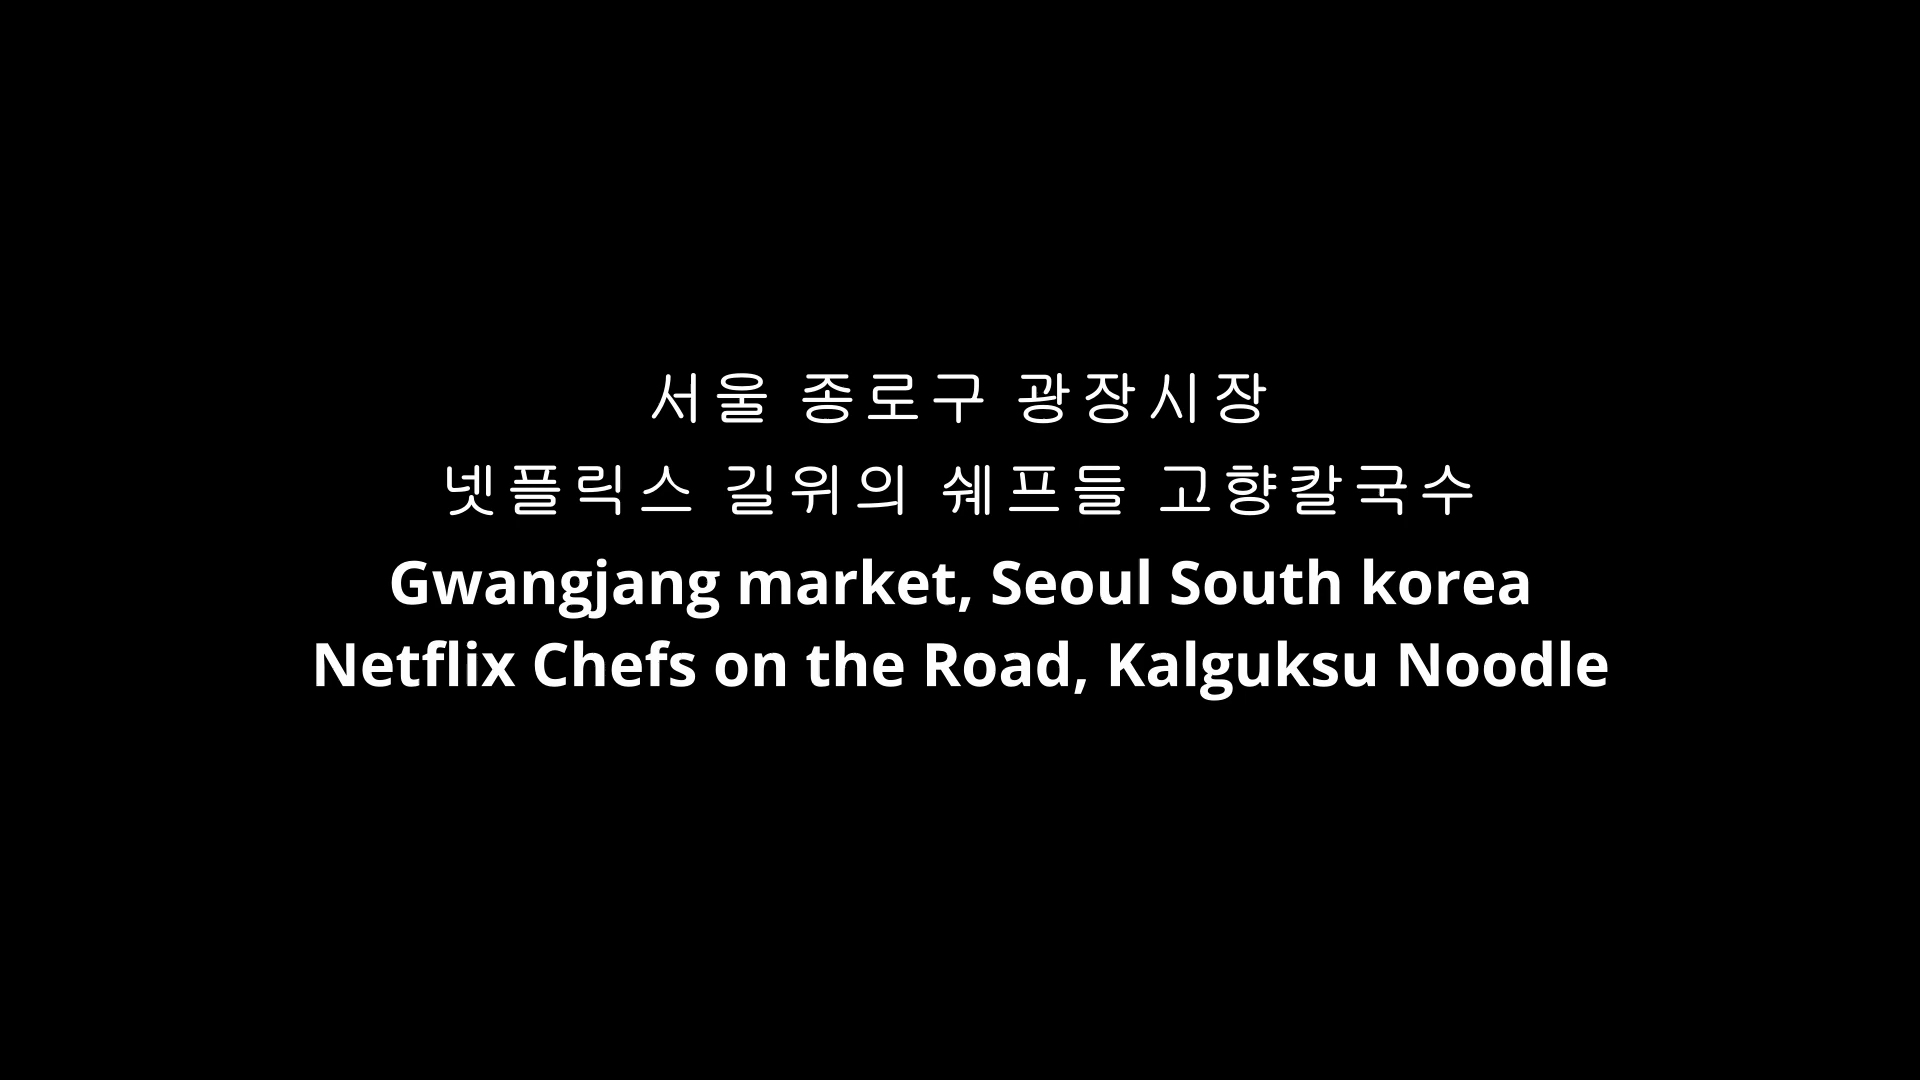 서울 종로구 광장시장
넷플릭스 길위의 쉐프들 고향칼국수
Gwangjang market, Seoul South korea
Netflix Chefs on the Road, Kalguksu Noodle